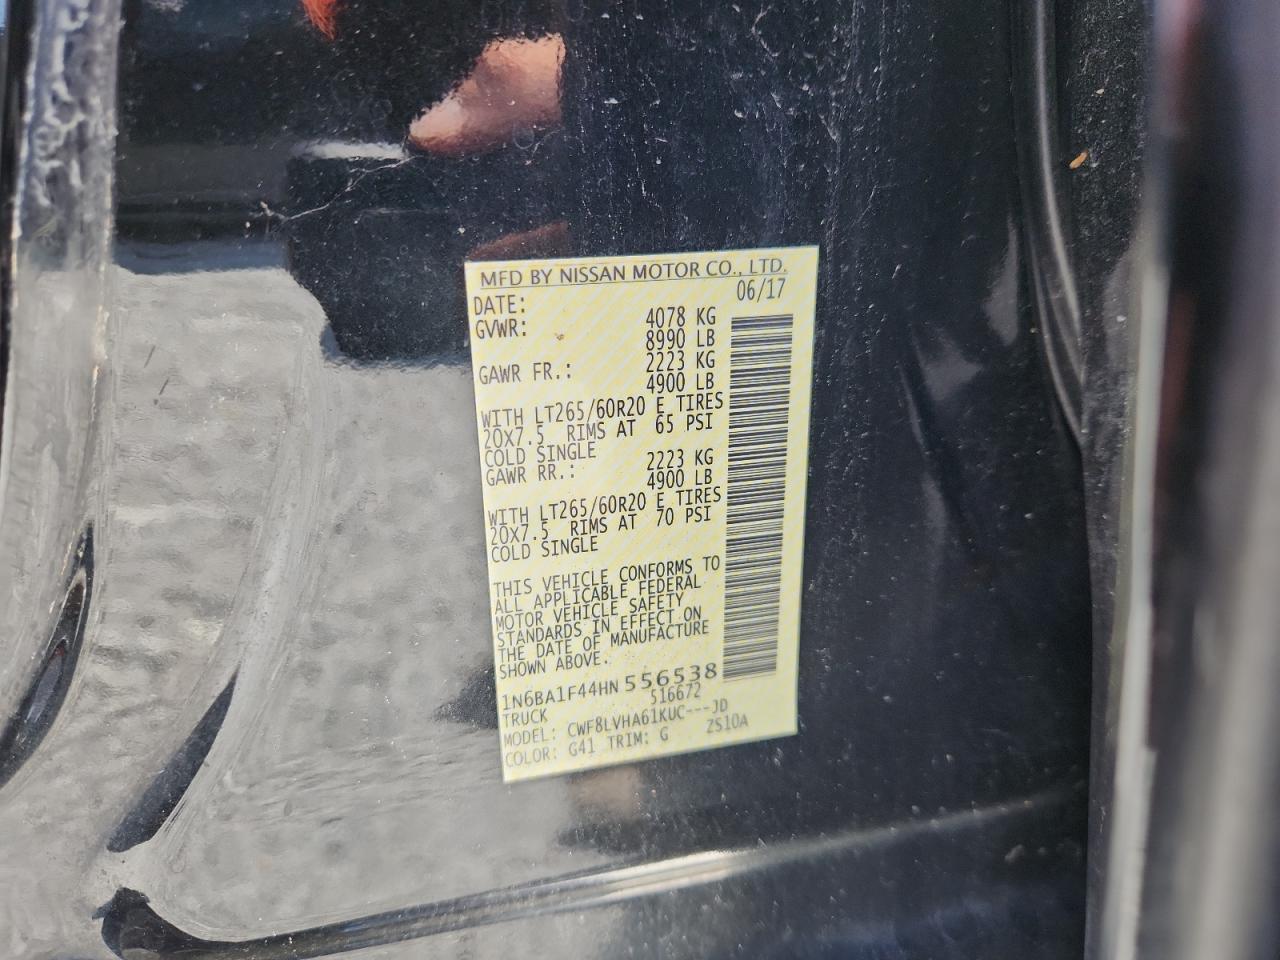 MFD BY NISSAN MOTOR CO., LTD.
DATE: 06/17
GVWR: 4078 KG
8990 LB
GAWR FR.: 2223 KG
4900 LB
WITH LT265/60R20 E TIRES
20X7.5 RIMS AT 65 PSI
COLD SINGLE
GAWR RR.: 2223 KG
4900 LB
WITH LT265/60R20 E TIRES
20X7.5 RIMS AT 70 PSI
COLD SINGLE
THIS VEHICLE CONFORMS TO
ALL APPLICABLE FEDERAL
MOTOR VEHICLE SAFETY
STANDARDS IN EFFECT ON
THE DATE OF MANUFACTURE
SHOWN ABOVE.
1N6BA1F44HN556538
TRUCK 516672
MODEL: CWF8LVHA61KUC---JD
COLOR: G41 TRIM: G ZS10A